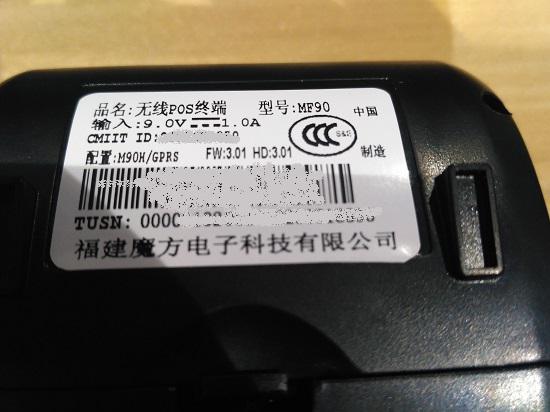 品名:无线POS终端 型号:MF90 中国
输入:9.0V 1.0A
CCC S&E
CMIIT ID:
配置:M90H/GPRS FW:3.01 HD:3.01 制造
TUSN: 0000
福建魔方电子科技有限公司